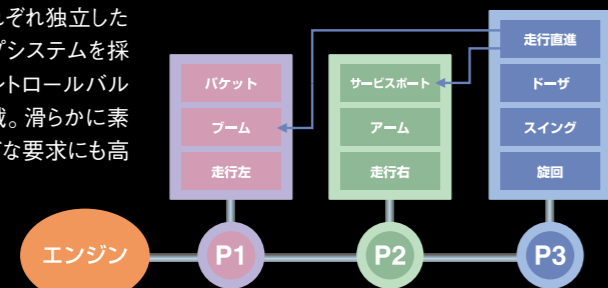 れぞれ独立した
プシステムを採
ントロールバル
載。滑らかに素
な要求にも高
バケット
ブーム
走行左
サービスポート
アーム
走行右
走行直進
ドーザ
スイング
旋回
エンジン
P1
P2
P3